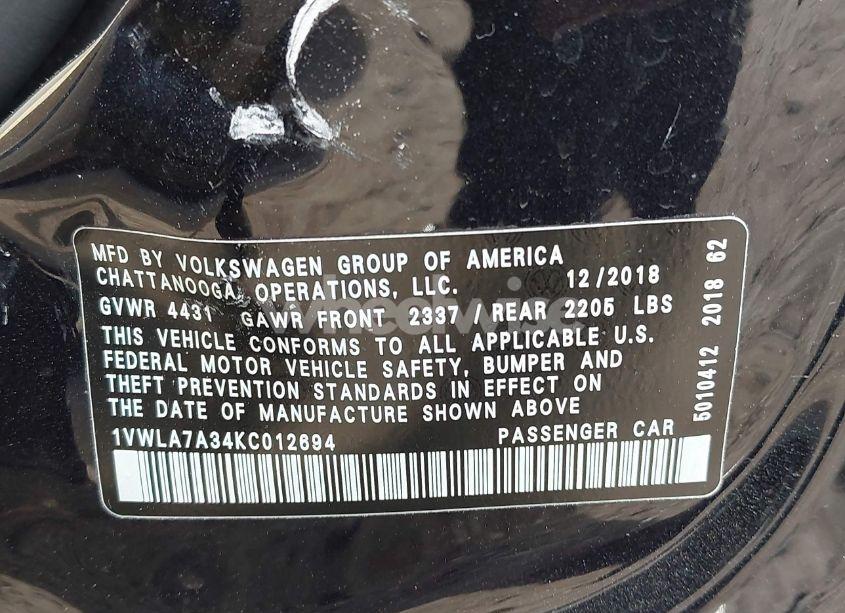 MFD BY VOLKSWAGEN GROUP OF AMERICA
CHATTANOOGA, OPERATIONS, LLC. 12/2018
GVWR 4431 GAWR FRONT 2337/REAR 2205 LBS
THIS VEHICLE CONFORMS TO ALL APPLICABLE U.S.
FEDERAL MOTOR VEHICLE SAFETY, BUMPER AND
THEFT PREVENTION STANDARDS IN EFFECT ON
THE DATE OF MANUFACTURE SHOWN ABOVE
1VWLA7A34KC012694 PASSENGER CAR
5010412 2018 62
wheelwise